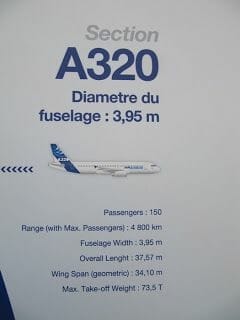 Section
A320
Diametre du
fuselage : 3,95 m
A320
Passengers : 150
Range (with Max. Passengers) : 4 800 km
Fuselage Width : 3,95 m
Overall Lenght : 37,57 m
Wing Span (geometric) : 34,10 m
Max. Take-off Weight : 73,5 T